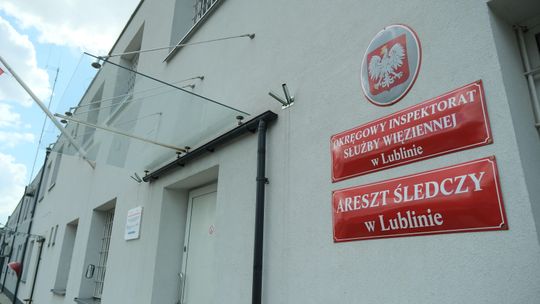 OKRĘGOWY INSPEKTORAT
SŁUŻBY WIĘZIENNEJ
w Lublinie
ARESZT ŚLEDCZY
w Lublinie